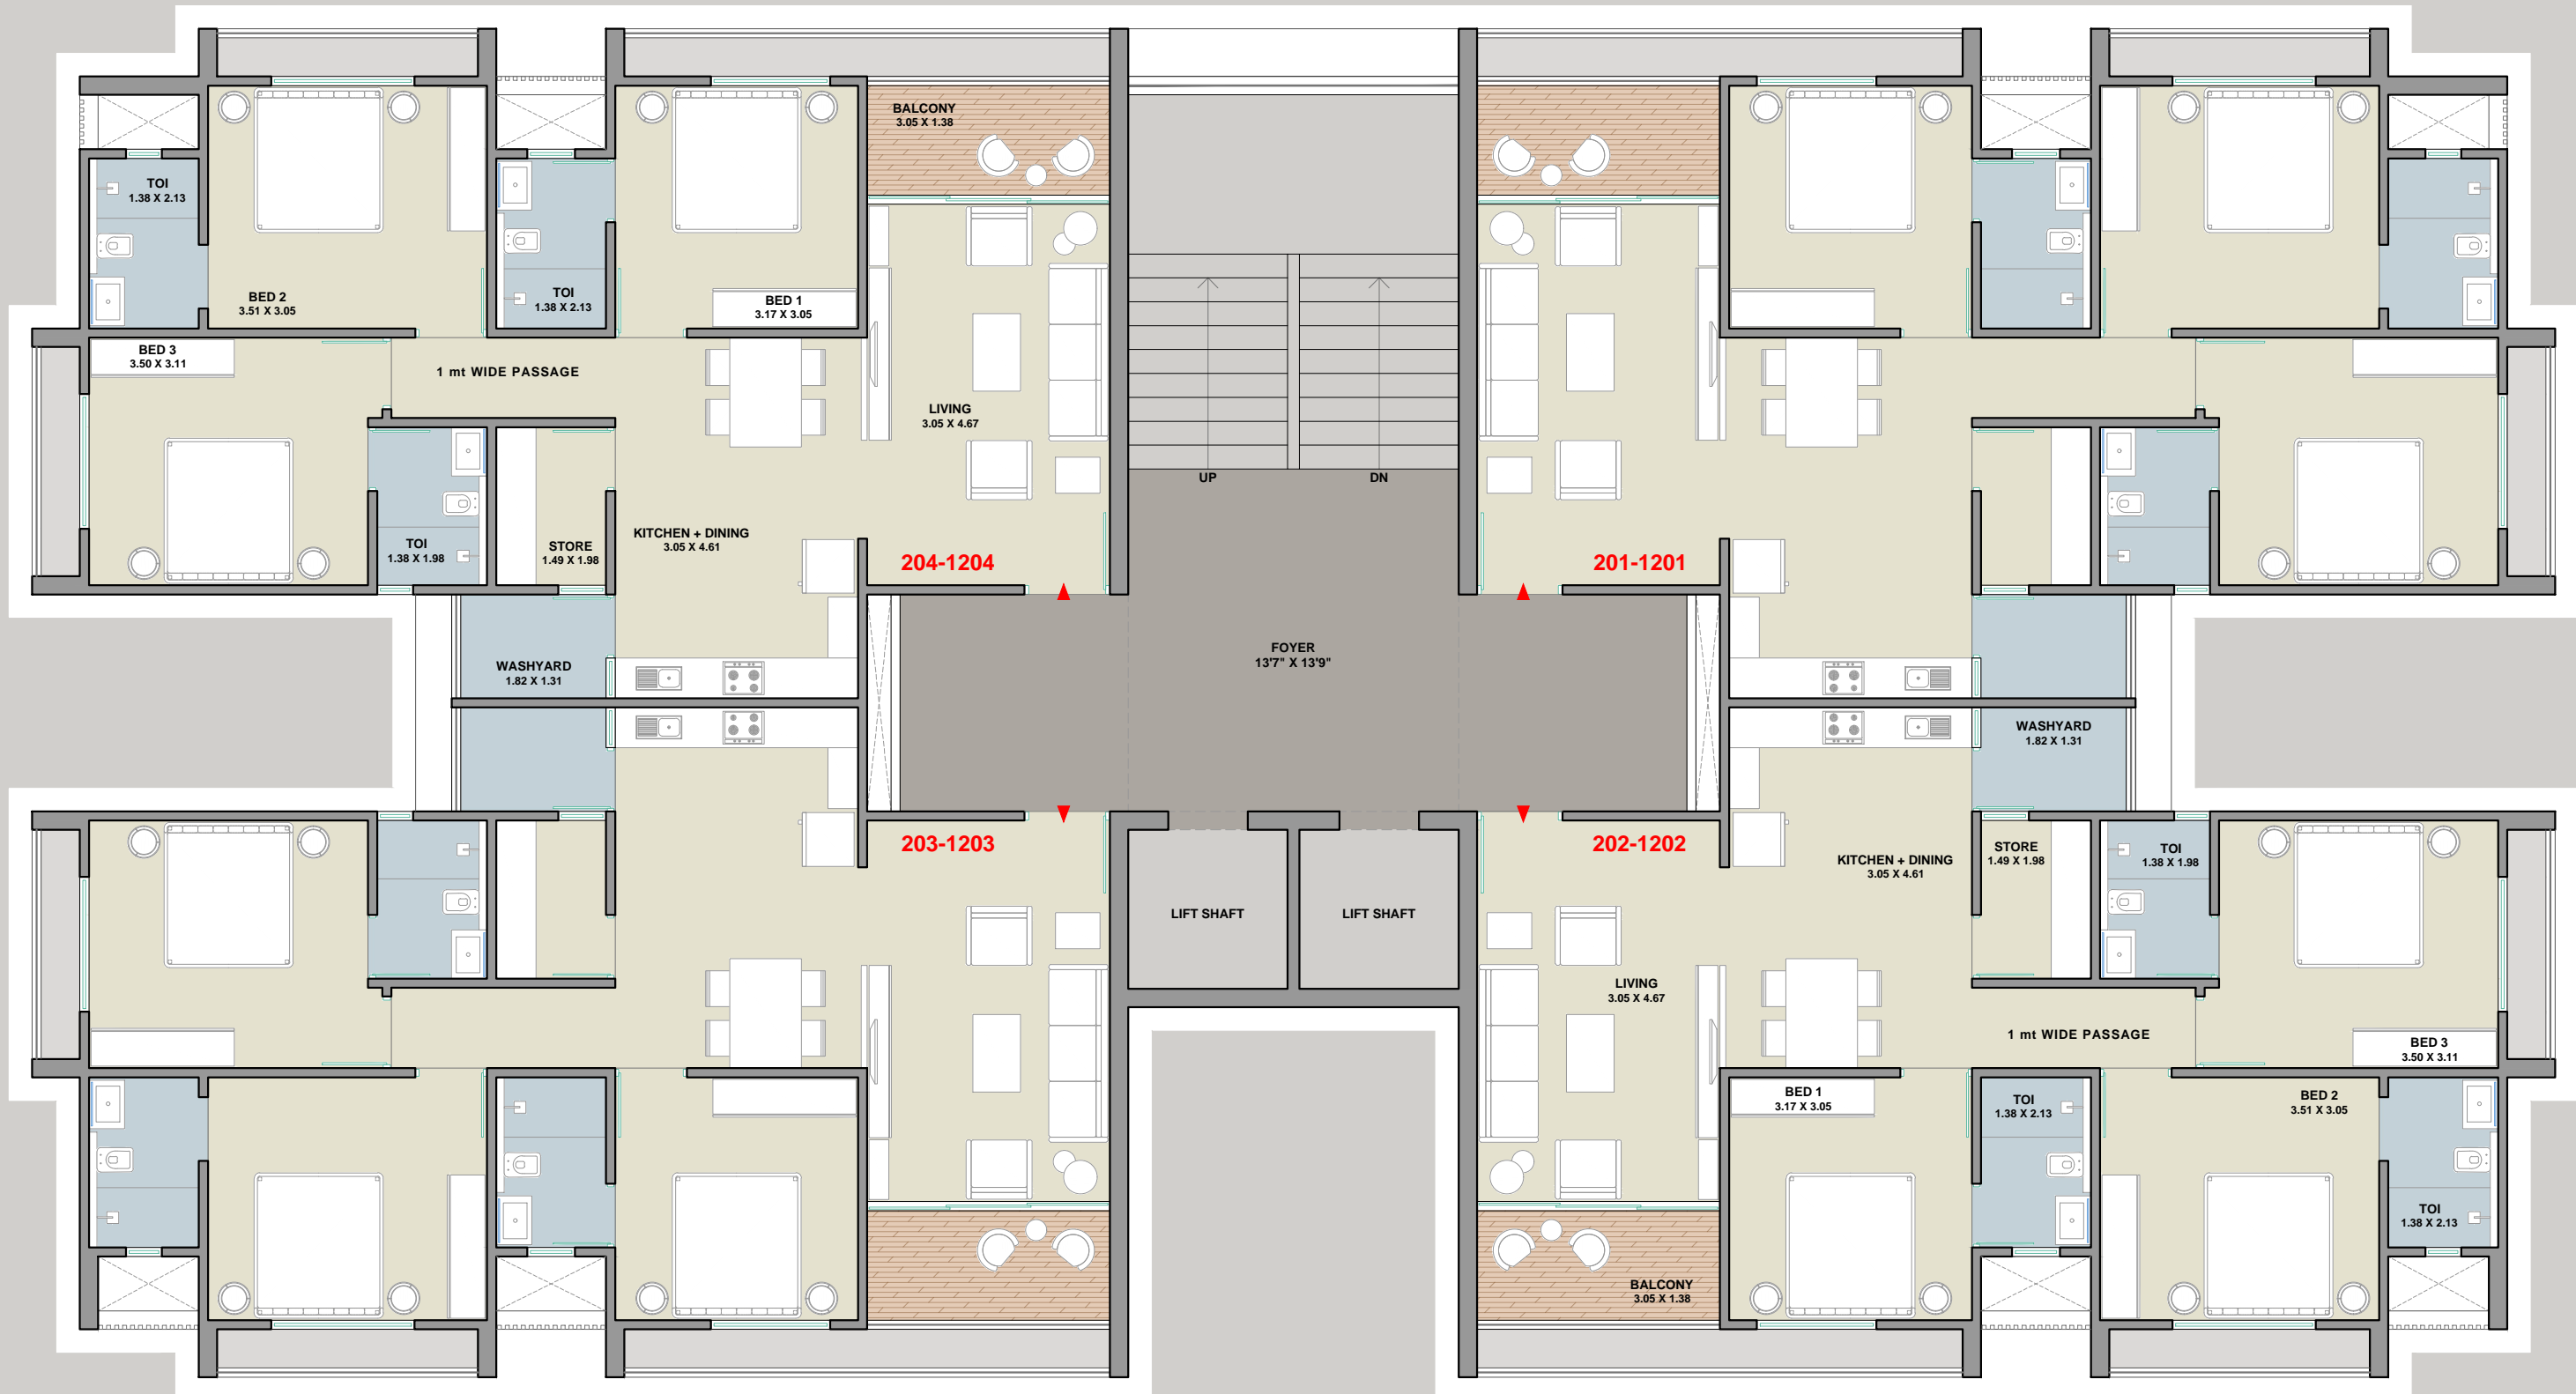 BALCONY
3.05 X 1.38
TOI
1.38 X 2.13
BED 2
3.51 X 3.05
TOI
1.38 X 2.13
BED 1
3.17 X 3.05
BED 3
3.50 X 3.11
1 mt WIDE PASSAGE
LIVING
3.05 X 4.67
UP
DN
TOI
1.38 X 1.98
STORE
1.49 X 1.98
KITCHEN + DINING
3.05 X 4.61
204-1204
201-1201
WASHYARD
1.82 X 1.31
FOYER
13'7" X 13'9"
WASHYARD
1.82 X 1.31
203-1203
202-1202
KITCHEN + DINING
3.05 X 4.61
STORE
1.49 X 1.98
TOI
1.38 X 1.98
LIFT SHAFT
LIFT SHAFT
LIVING
3.05 X 4.67
1 mt WIDE PASSAGE
BED 3
3.50 X 3.11
BED 1
3.17 X 3.05
TOI
1.38 X 2.13
BED 2
3.51 X 3.05
TOI
1.38 X 2.13
BALCONY
3.05 X 1.38